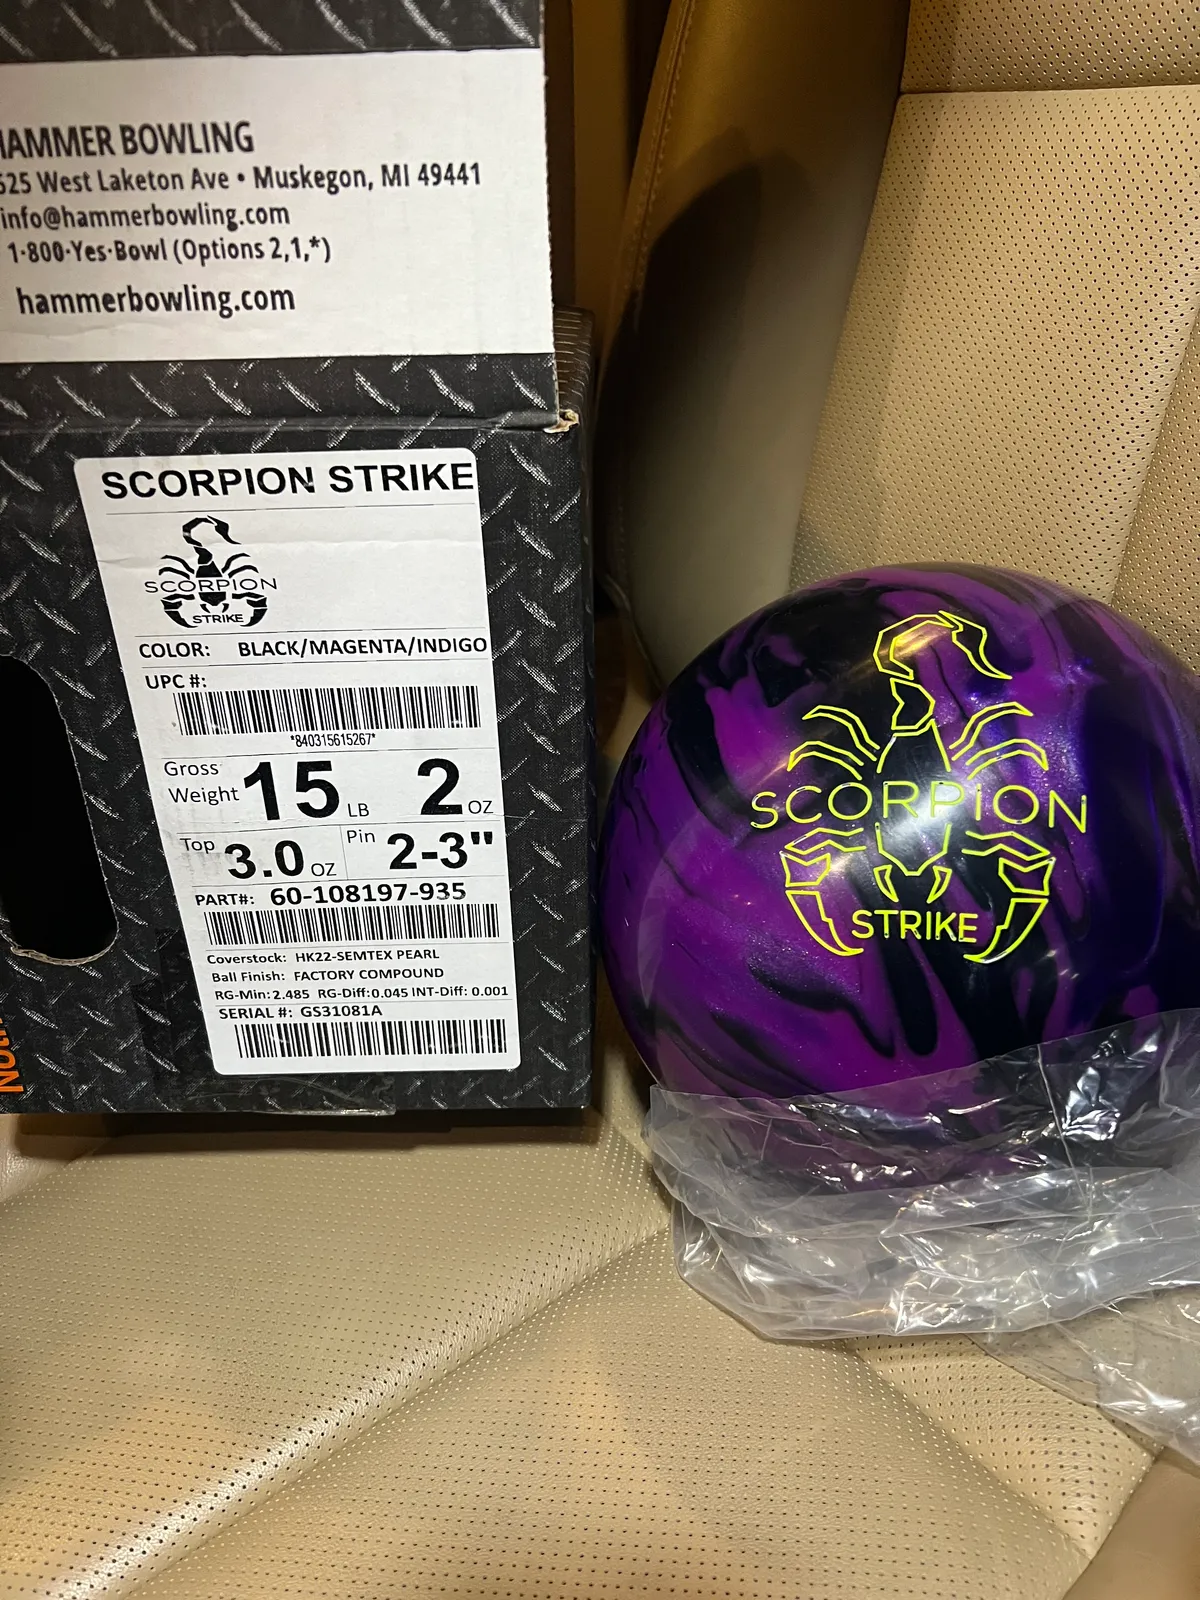 HAMMER BOWLING
525 West Laketon Ave • Muskegon, MI 49441
info@hammerbowling.com
1-800-Yes-Bowl (Options 2,1,*)
hammerbowling.com
SCORPION STRIKE
SCORPION
STRIKE
COLOR: BLACK/MAGENTA/INDIGO
UPC #:
*840315615267*
Gross Weight 15 LB 2 OZ
Top 3.0 OZ Pin 2-3"
PART#: 60-108197-935
Coverstock: HK22-SEMTEX PEARL
Ball Finish: FACTORY COMPOUND
RG-Min: 2.485 RG-Diff: 0.045 INT-Diff: 0.001
SERIAL #: GS31081A
SCORPION
STRIKE